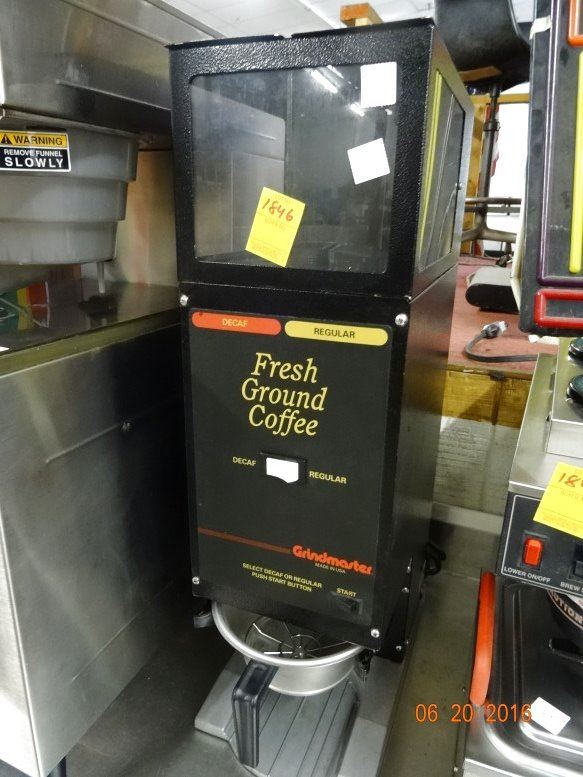 WARNING
REMOVE FUNNEL
SLOWLY
1846
DECAF
REGULAR
Fresh
Ground
Coffee
DECAF
REGULAR
Grindmaster
MADE IN USA
SELECT DECAF OR REGULAR
PUSH START BUTTON
START
LOWER ON/OFF
BREW
06 20 2016